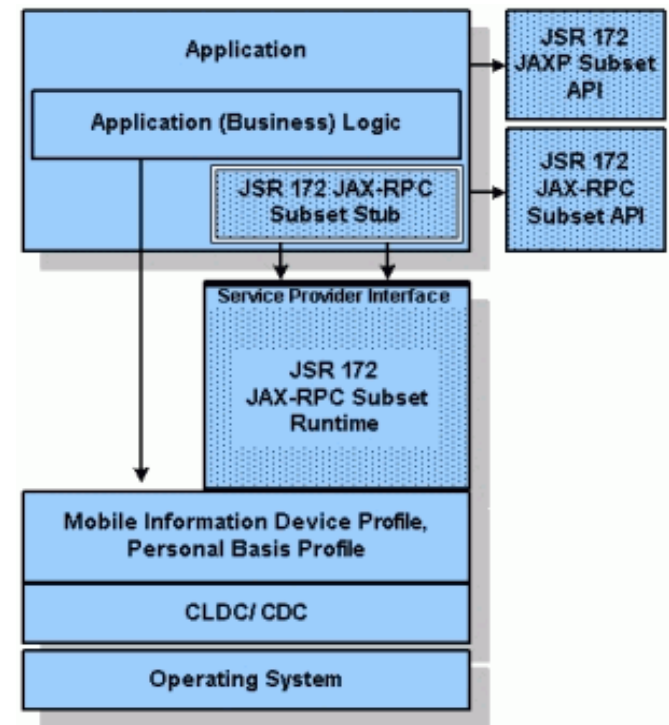 Application
Application (Business) Logic
JSR 172 JAX-RPC
Subset Stub
JSR 172
JAXP Subset
API
JSR 172
JAX-RPC
Subset API
Service Provider Interface
JSR 172
JAX-RPC Subset
Runtime
Mobile Information Device Profile,
Personal Basis Profile
CLDC/ CDC
Operating System